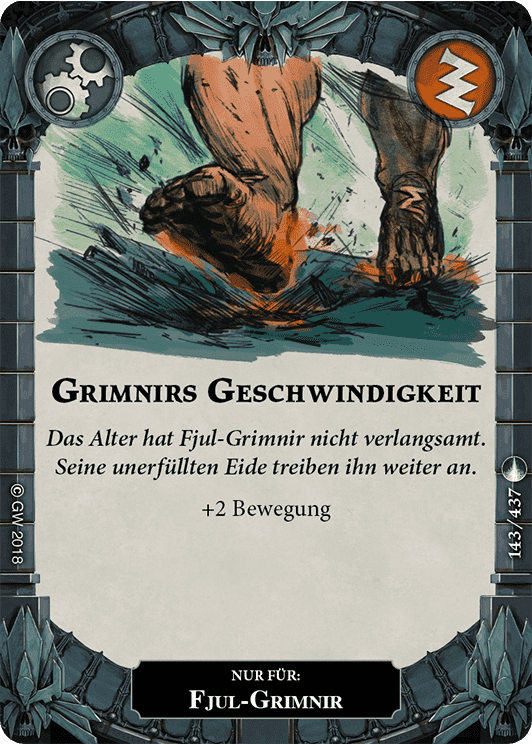 Grimnirs Geschwindigkeit
Das Alter hat Fjul-Grimnir nicht verlangsamt.
Seine unerfüllten Eide treiben ihn weiter an.
+2 Bewegung
© GW 2018
143/437
NUR FÜR:
Fjul-Grimnir